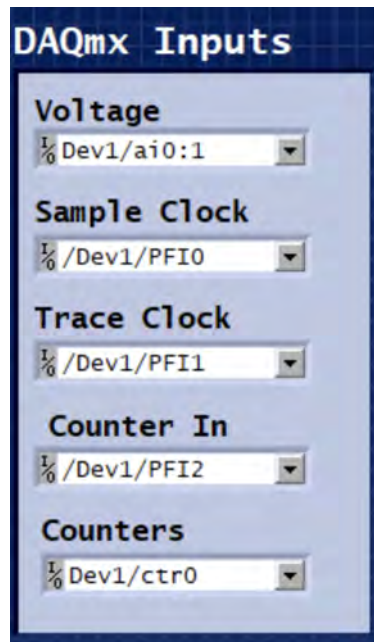 DAQmx Inputs
Voltage
I/O Dev1/ai0:1
Sample Clock
I/O /Dev1/PFI0
Trace Clock
I/O /Dev1/PFI1
Counter In
I/O /Dev1/PFI2
Counters
I/O Dev1/ctr0